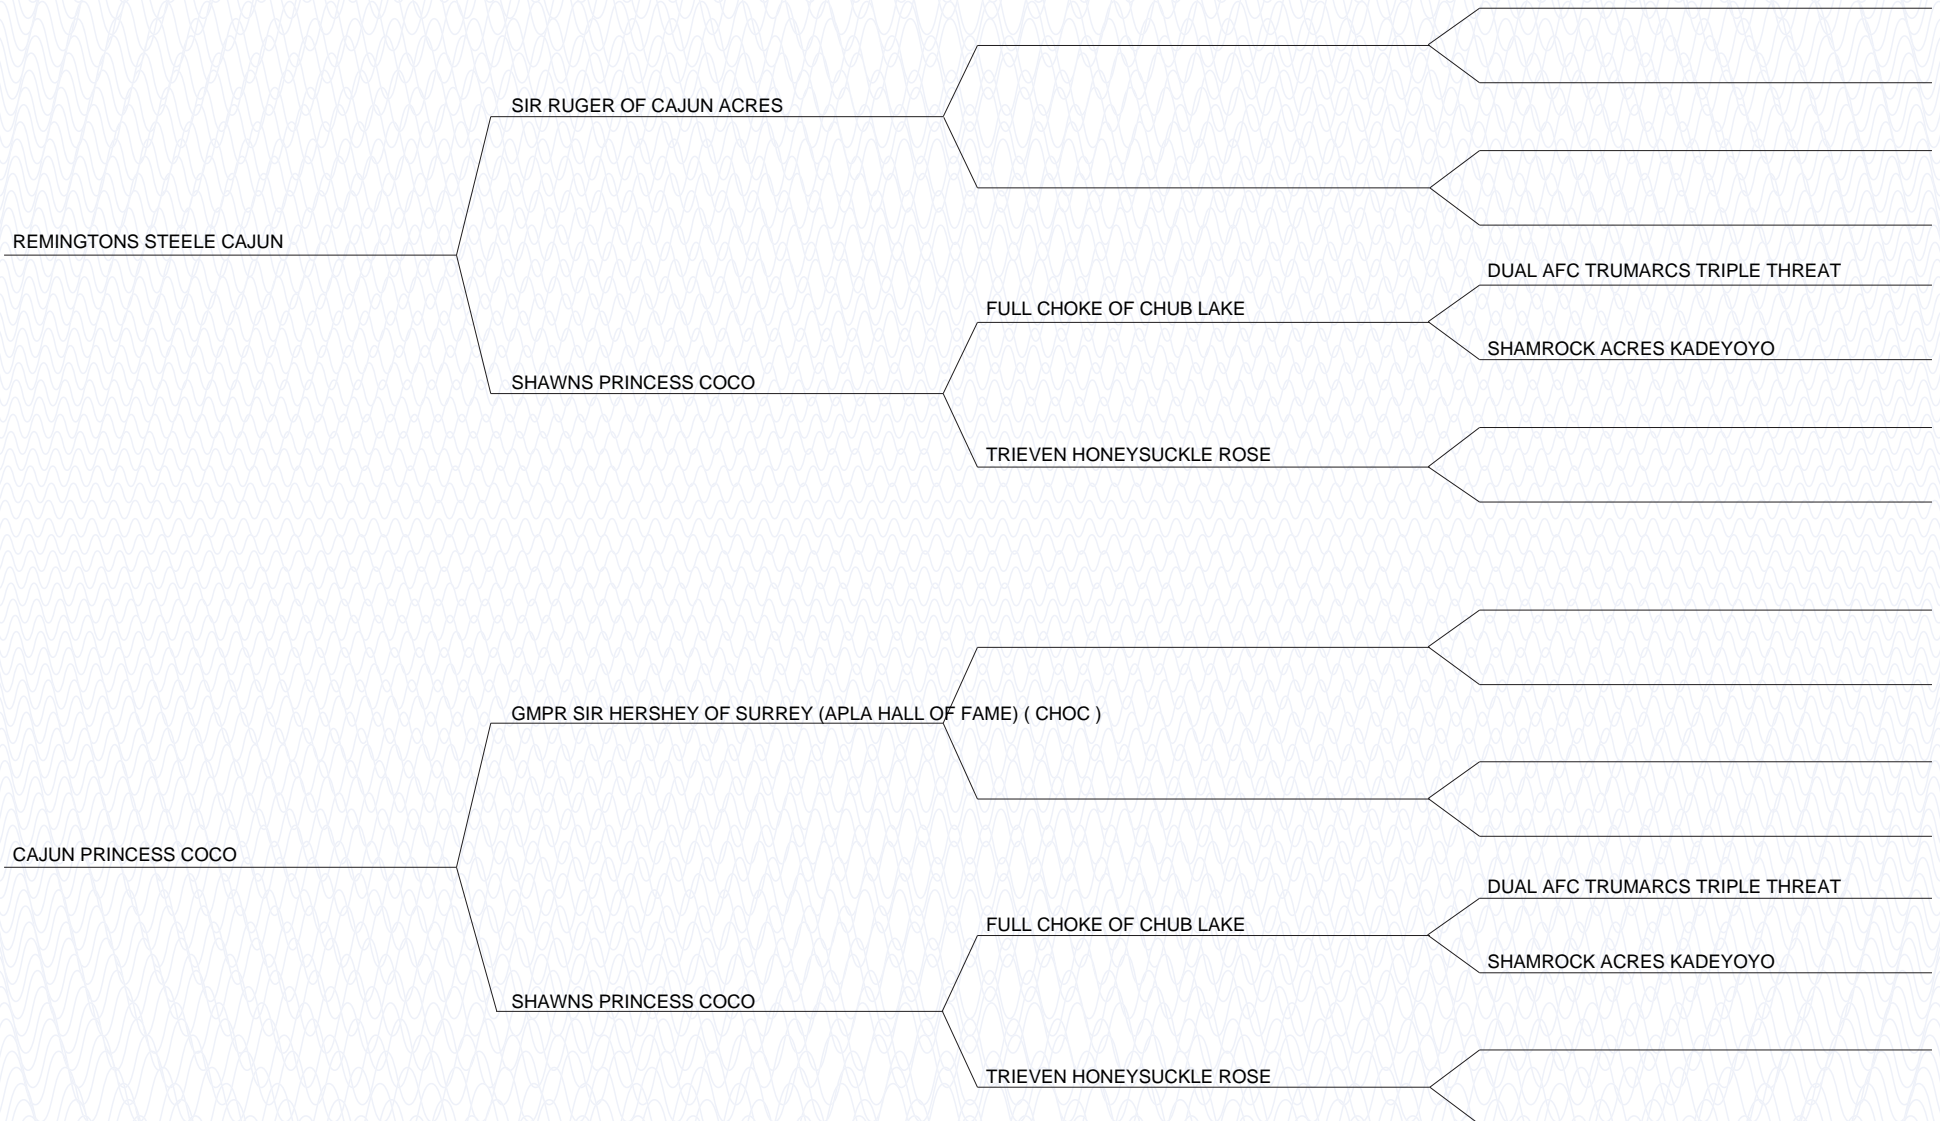 SIR RUGER OF CAJUN ACRES
REMINGTONS STEELE CAJUN
DUAL AFC TRUMARCS TRIPLE THREAT
FULL CHOKE OF CHUB LAKE
SHAMROCK ACRES KADEYOYO
SHAWNS PRINCESS COCO
TRIEVEN HONEYSUCKLE ROSE
GMPR SIR HERSHEY OF SURREY (APLA HALL OF FAME) ( CHOC )
CAJUN PRINCESS COCO
DUAL AFC TRUMARCS TRIPLE THREAT
FULL CHOKE OF CHUB LAKE
SHAMROCK ACRES KADEYOYO
SHAWNS PRINCESS COCO
TRIEVEN HONEYSUCKLE ROSE